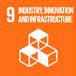 9 INDUSTRY, INNOVATION
AND INFRASTRUCTURE